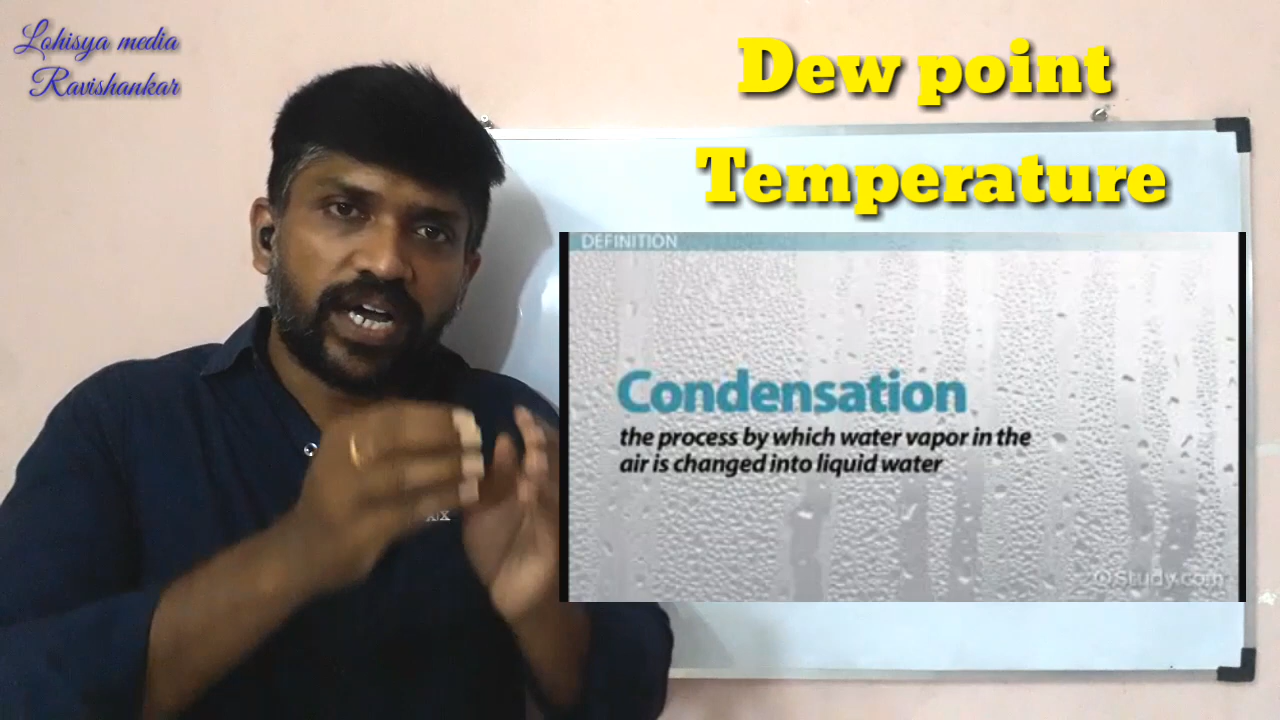 Lohisya media
Ravishankar
Dew point
Temperature
DEFINITION
Condensation
the process by which water vapor in the
air is changed into liquid water
Study.com